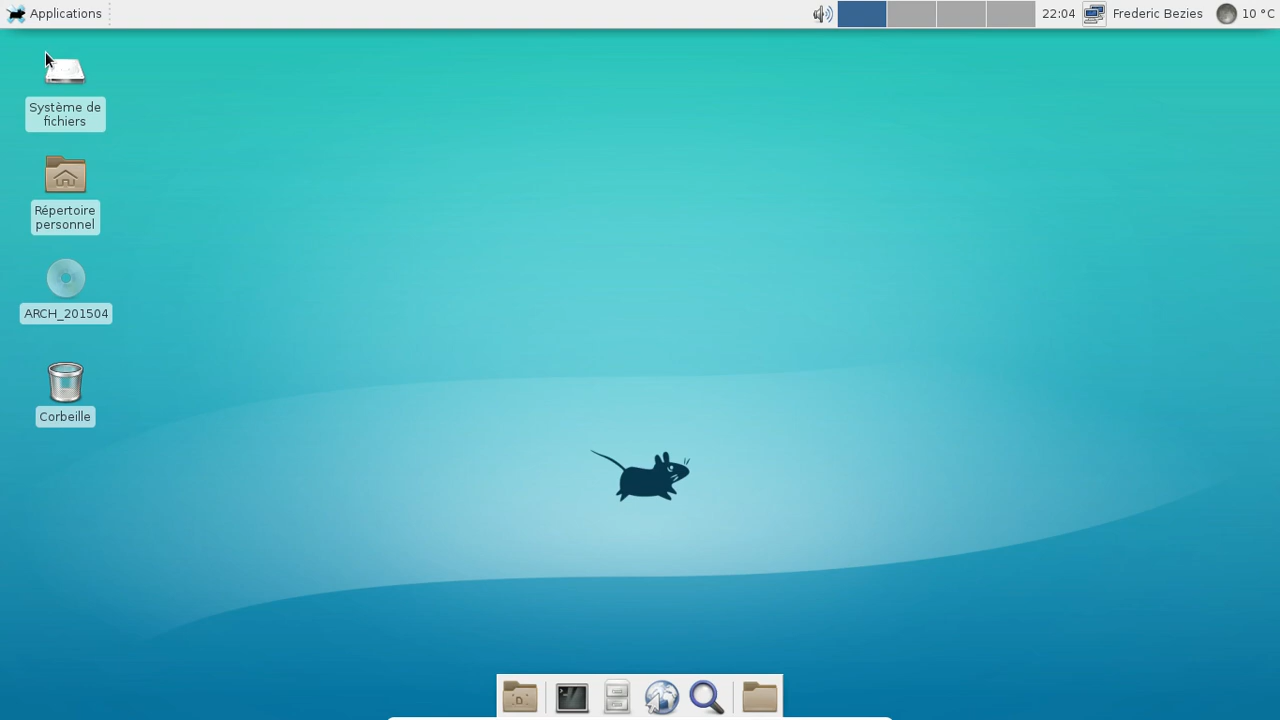 Applications
22:04
Frederic Bezies
10 °C
Système de
fichiers
Répertoire
personnel
ARCH_201504
Corbeille